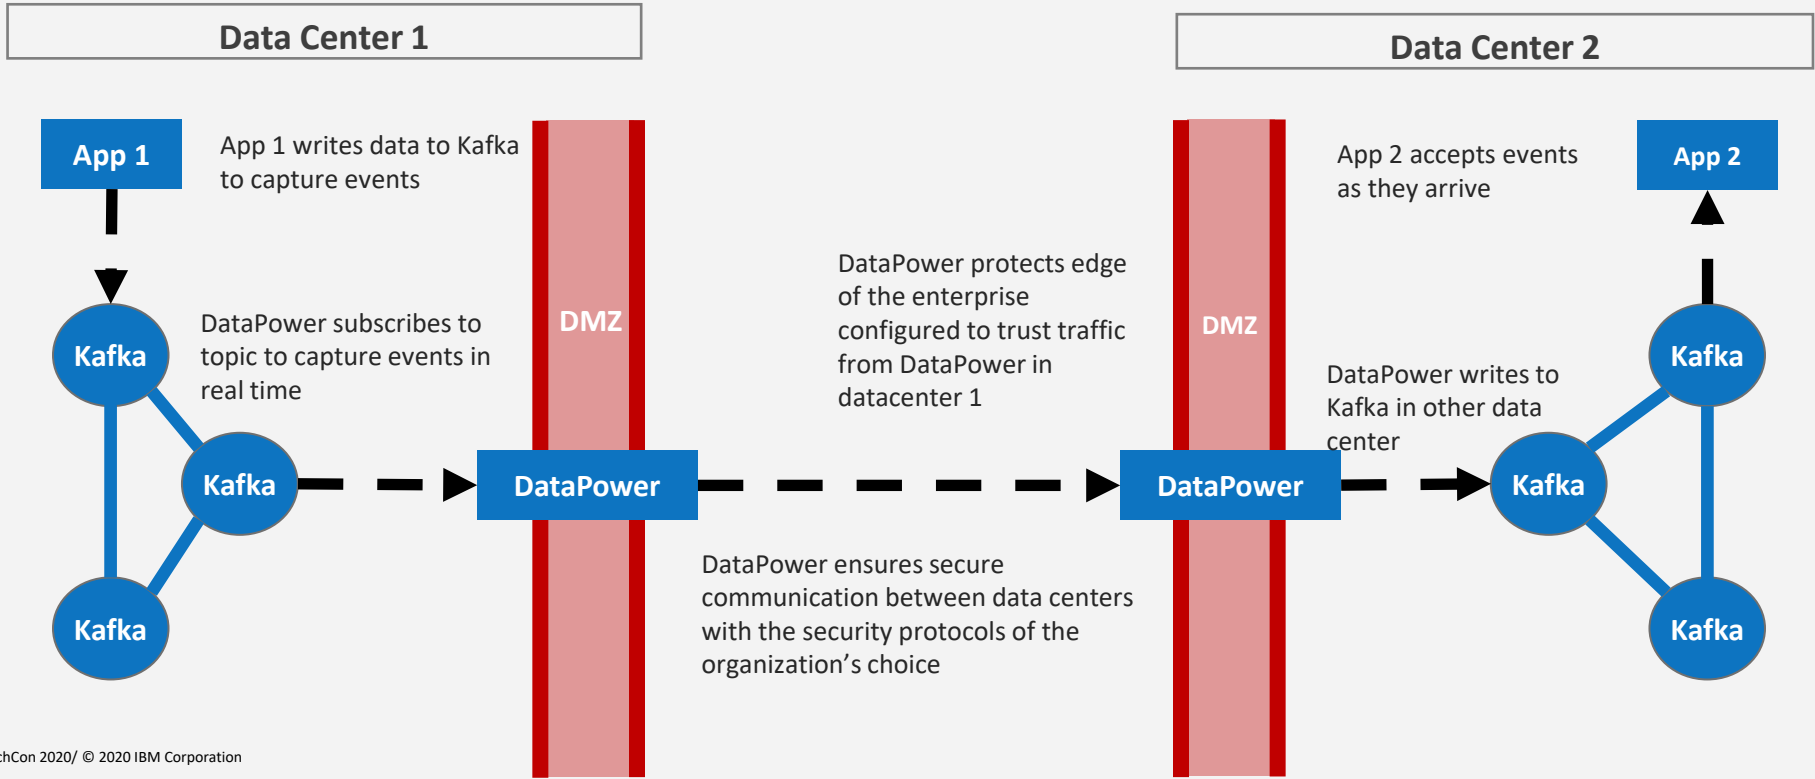 Data Center 1
Data Center 2
App 1
App 1 writes data to Kafka
to capture events
DMZ
DataPower subscribes to
topic to capture events in
real time
Kafka
Kafka
Kafka
DataPower
DataPower protects edge
of the enterprise
configured to trust traffic
from DataPower in
datacenter 1
DataPower ensures secure
communication between data centers
with the security protocols of the
organization’s choice
DMZ
DataPower
App 2 accepts events
as they arrive
App 2
DataPower writes to
Kafka in other data
center
Kafka
Kafka
Kafka
2020/ © 2020 IBM Corporation